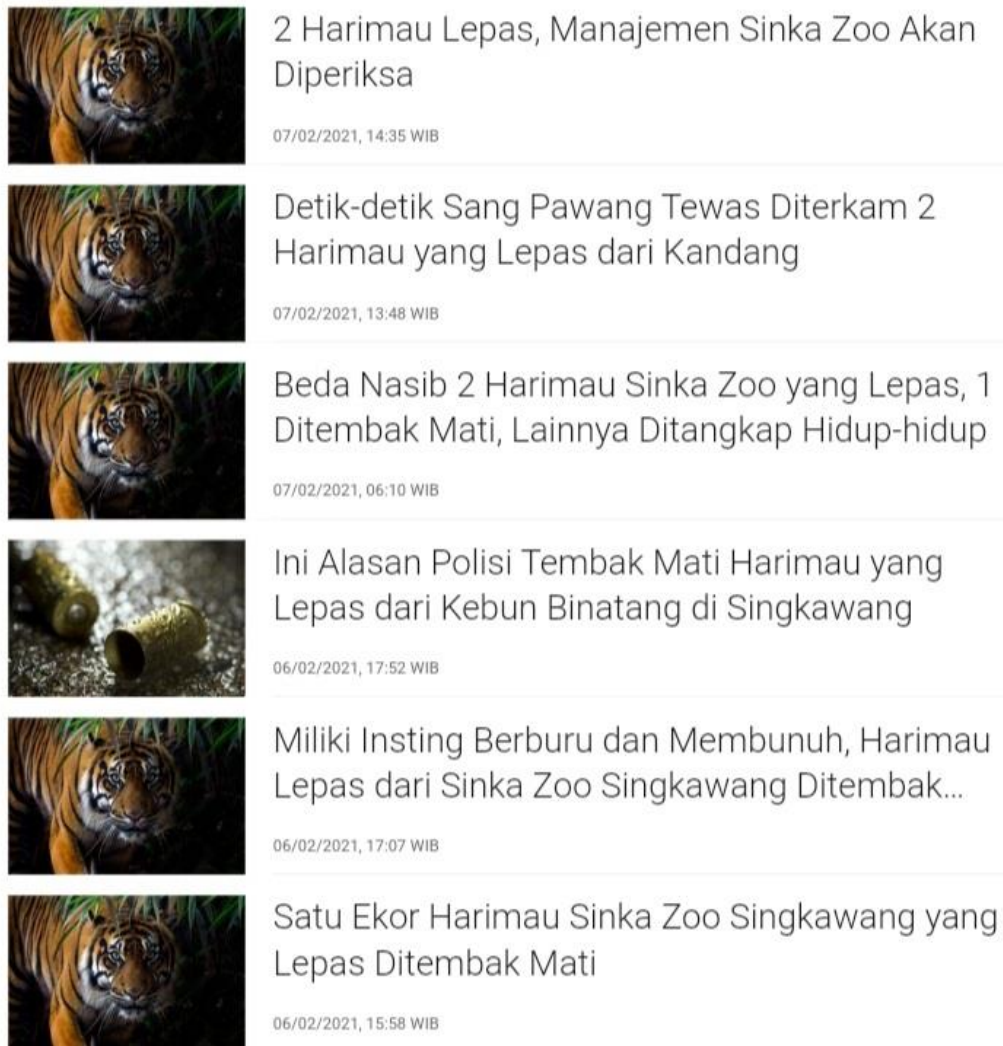 2 Harimau Lepas, Manajemen Sinka Zoo Akan
Diperiksa
07/02/2021, 14:35 WIB
Detik-detik Sang Pawang Tewas Diterkam 2
Harimau yang Lepas dari Kandang
07/02/2021, 13:48 WIB
Beda Nasib 2 Harimau Sinka Zoo yang Lepas, 1
Ditembak Mati, Lainnya Ditangkap Hidup-hidup
07/02/2021, 06:10 WIB
Ini Alasan Polisi Tembak Mati Harimau yang
Lepas dari Kebun Binatang di Singkawang
06/02/2021, 17:52 WIB
Miliki Insting Berburu dan Membunuh, Harimau
Lepas dari Sinka Zoo Singkawang Ditembak...
06/02/2021, 17:07 WIB
Satu Ekor Harimau Sinka Zoo Singkawang yang
Lepas Ditembak Mati
06/02/2021, 15:58 WIB